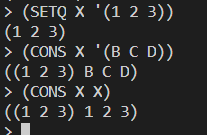 > (SETQ X '(1 2 3))
(1 2 3)
> (CONS X '(B C D))
((1 2 3) B C D)
> (CONS X X)
((1 2 3) 1 2 3)
>